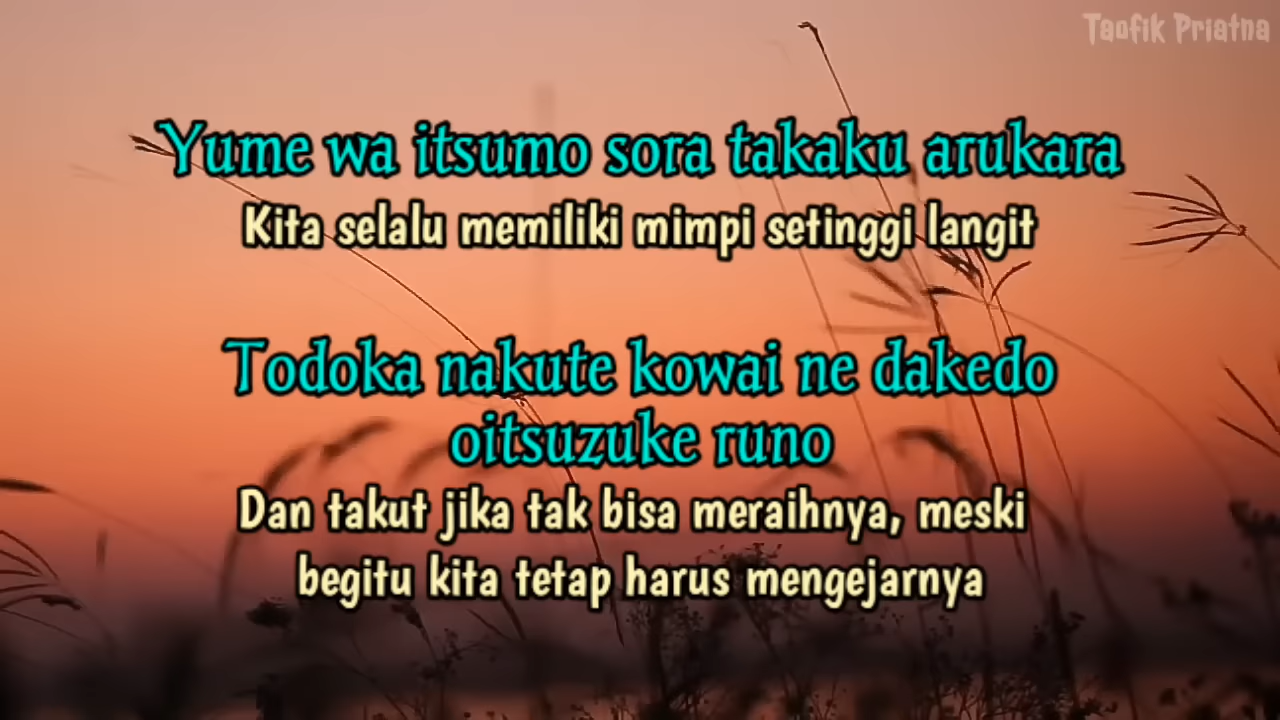 Taofik Priatna
Yume wa itsumo sora takaku arukara
Kita selalu memiliki mimpi setinggi langit
Todoka nakute kowai ne dakedo
oitsuzuke runo
Dan takut jika tak bisa meraihnya, meski
begitu kita tetap harus mengejarnya